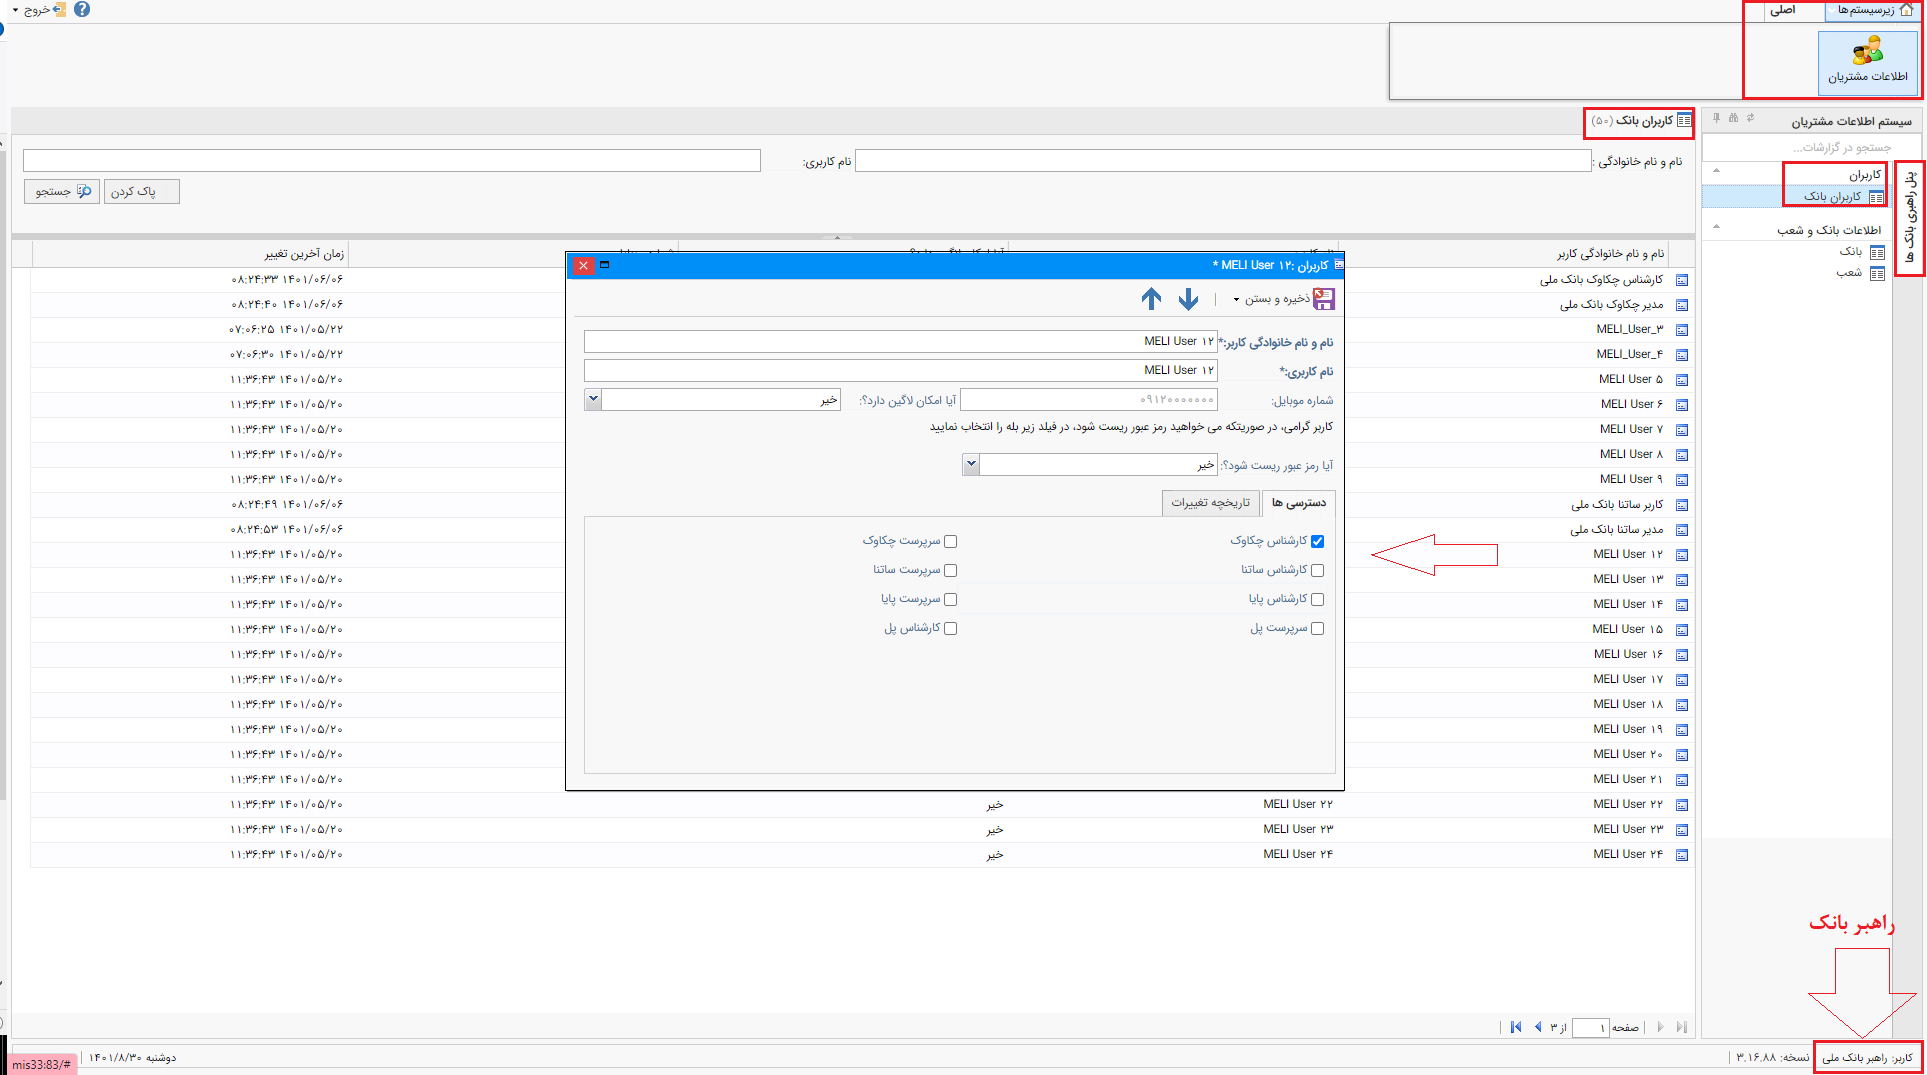 زیرسیستم‌ها
اصلی
خروج
اطلاعات مشتریان
سیستم اطلاعات مشتریان
جستجو در گزارشات...
پنل راهبری بانک ها
کاربران
کاربران بانک
اطلاعات بانک و شعب
بانک
شعب
کاربران بانک (۵۰)
نام و نام خانوادگی :
نام کاربری:
پاک کردن
جستجو
نام و نام خانوادگی کاربر
زمان آخرین تغییر
کارشناس چکاوک بانک ملی ۱۴۰۱/۰۶/۰۶ ۰۸:۲۴:۳۳
مدیر چکاوک بانک ملی ۱۴۰۱/۰۶/۰۶ ۰۸:۲۴:۴۰
MELI_User_۳ ۱۴۰۱/۰۵/۲۲ ۰۷:۰۶:۲۵
MELI_User_۴ ۱۴۰۱/۰۵/۲۲ ۰۷:۰۶:۳۰
MELI User ۵ ۱۴۰۱/۰۵/۲۰ ۱۱:۳۶:۴۳
MELI User ۶ ۱۴۰۱/۰۵/۲۰ ۱۱:۳۶:۴۳
MELI User ۷ ۱۴۰۱/۰۵/۲۰ ۱۱:۳۶:۴۳
MELI User ۸ ۱۴۰۱/۰۵/۲۰ ۱۱:۳۶:۴۳
MELI User ۹ ۱۴۰۱/۰۵/۲۰ ۱۱:۳۶:۴۳
کاربر ساتنا بانک ملی ۱۴۰۱/۰۶/۰۶ ۰۸:۲۴:۴۹
مدیر ساتنا بانک ملی ۱۴۰۱/۰۶/۰۶ ۰۸:۲۴:۵۳
MELI User ۱۲ ۱۴۰۱/۰۵/۲۰ ۱۱:۳۶:۴۳
MELI User ۱۳ ۱۴۰۱/۰۵/۲۰ ۱۱:۳۶:۴۳
MELI User ۱۴ ۱۴۰۱/۰۵/۲۰ ۱۱:۳۶:۴۳
MELI User ۱۵ ۱۴۰۱/۰۵/۲۰ ۱۱:۳۶:۴۳
MELI User ۱۶ ۱۴۰۱/۰۵/۲۰ ۱۱:۳۶:۴۳
MELI User ۱۷ ۱۴۰۱/۰۵/۲۰ ۱۱:۳۶:۴۳
MELI User ۱۸ ۱۴۰۱/۰۵/۲۰ ۱۱:۳۶:۴۳
MELI User ۱۹ ۱۴۰۱/۰۵/۲۰ ۱۱:۳۶:۴۳
MELI User ۲۰ ۱۴۰۱/۰۵/۲۰ ۱۱:۳۶:۴۳
MELI User ۲۱ ۱۴۰۱/۰۵/۲۰ ۱۱:۳۶:۴۳
MELI User ۲۲ MELI User ۲۲ خیر ۱۴۰۱/۰۵/۲۰ ۱۱:۳۶:۴۳
MELI User ۲۳ MELI User ۲۳ خیر ۱۴۰۱/۰۵/۲۰ ۱۱:۳۶:۴۳
MELI User ۲۴ MELI User ۲۴ خیر ۱۴۰۱/۰۵/۲۰ ۱۱:۳۶:۴۳
کاربران :MELI User ۱۲ *
ذخیره و بستن
نام و نام خانوادگی کاربر:* MELI User ۱۲
نام کاربری:* MELI User ۱۲
شماره موبایل: ۰۹۱۲۰۰۰۰۰۰۰ آیا امکان لاگین دارد؟: خیر
کاربر گرامی، در صورتیکه می خواهید رمز عبور ریست شود، در فیلد زیر بله را انتخاب نمایید
آیا رمز عبور ریست شود؟: خیر
دسترسی ها تاریخچه تغییرات
کارشناس چکاوک سرپرست چکاوک
کارشناس ساتنا سرپرست ساتنا
کارشناس پایا سرپرست پایا
سرپرست پل کارشناس پل
راهبر بانک
صفحه ۱ از ۳
کاربر: راهبر بانک ملی
نسخه: ۳.۱۶.۸۸
دوشنبه ۱۴۰۱/۸/۳۰
mis33:83/#